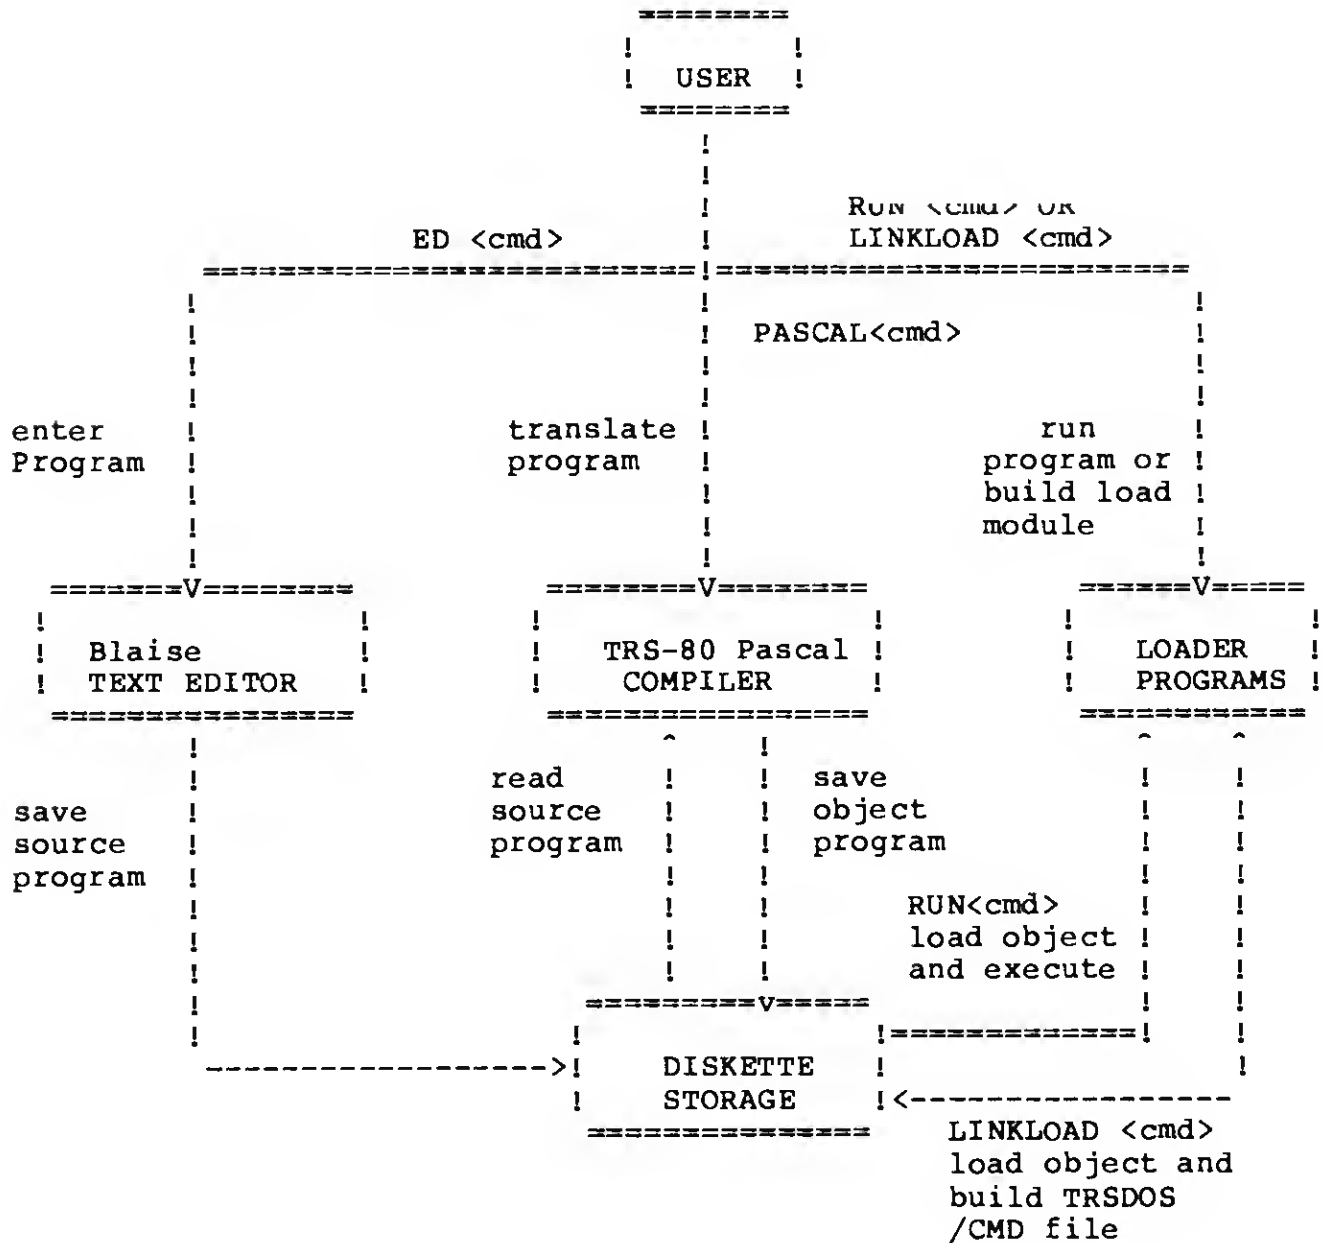 USER
RUN <cmd> OR
ED <cmd>
LINKLOAD <cmd>
PASCAL<cmd>
enter
Program
translate
program
run
program or
build load
module
Blaise
TEXT EDITOR
TRS-80 Pascal
COMPILER
LOADER
PROGRAMS
save
source
program
read
source
program
save
object
program
RUN<cmd>
load object
and execute
DISKETTE
STORAGE
LINKLOAD <cmd>
load object and
build TRSDOS
/CMD file